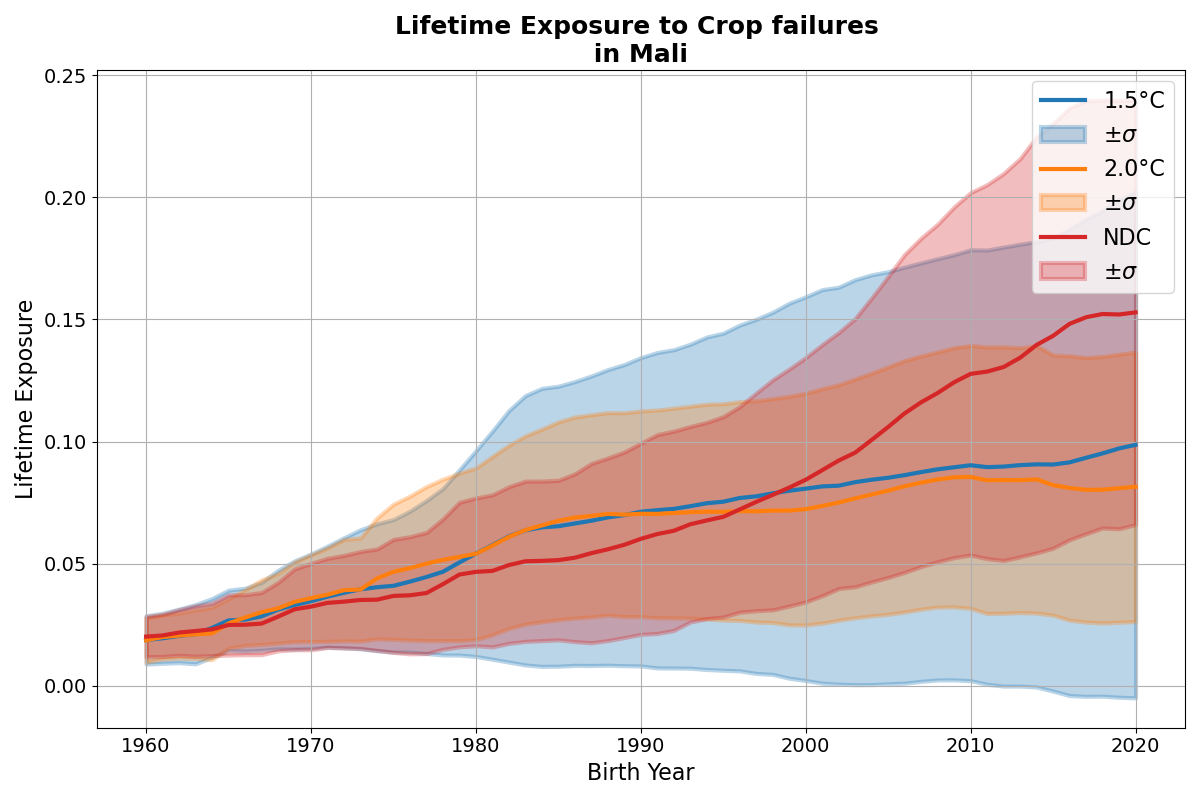 Lifetime Exposure to Crop failures
in Mali
0.25
0.20
0.15
0.10
0.05
0.00
Lifetime Exposure
1960 1970 1980 1990 2000 2010 2020
Birth Year
1.5°C
±σ
2.0°C
±σ
NDC
±σ